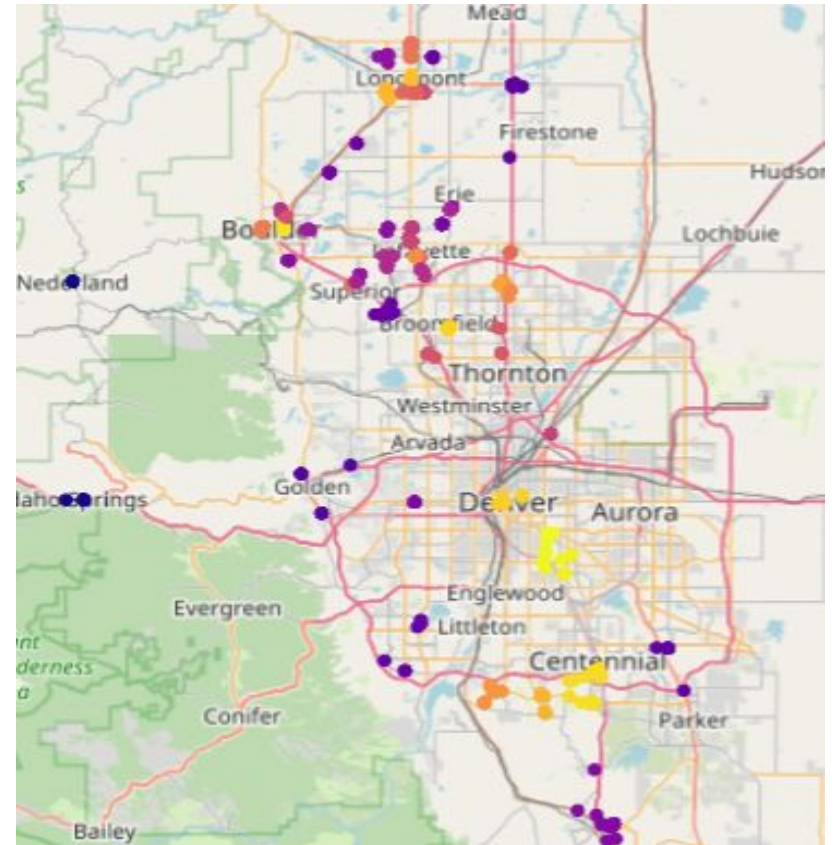 Mead
Longmont
Firestone
Hudson
Erie
Boulder
Lochbuie
Lafayette
Nederland
Superior
Broomfield
Thornton
Westminster
Arvada
Golden
Idaho Springs
Denver
Aurora
Englewood
Evergreen
Littleton
derness
a
Centennial
Conifer
Parker
Bailey